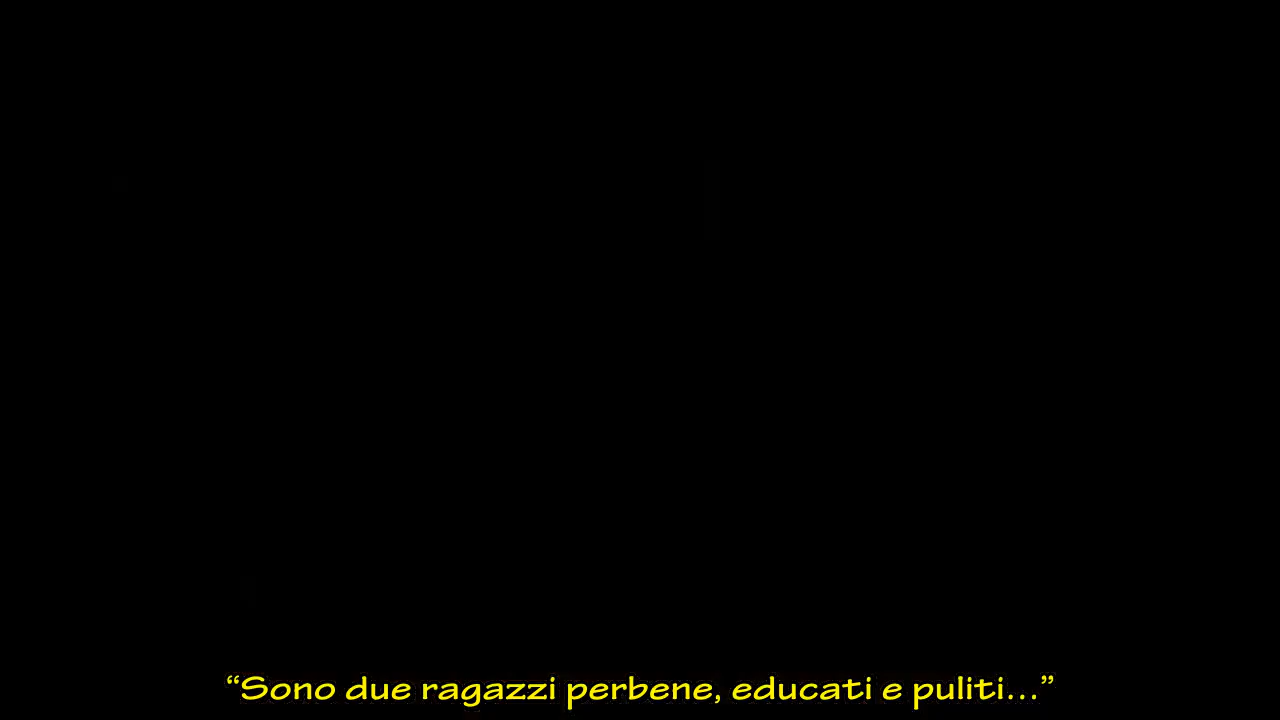 “Sono due ragazzi perbene, educati e puliti...”